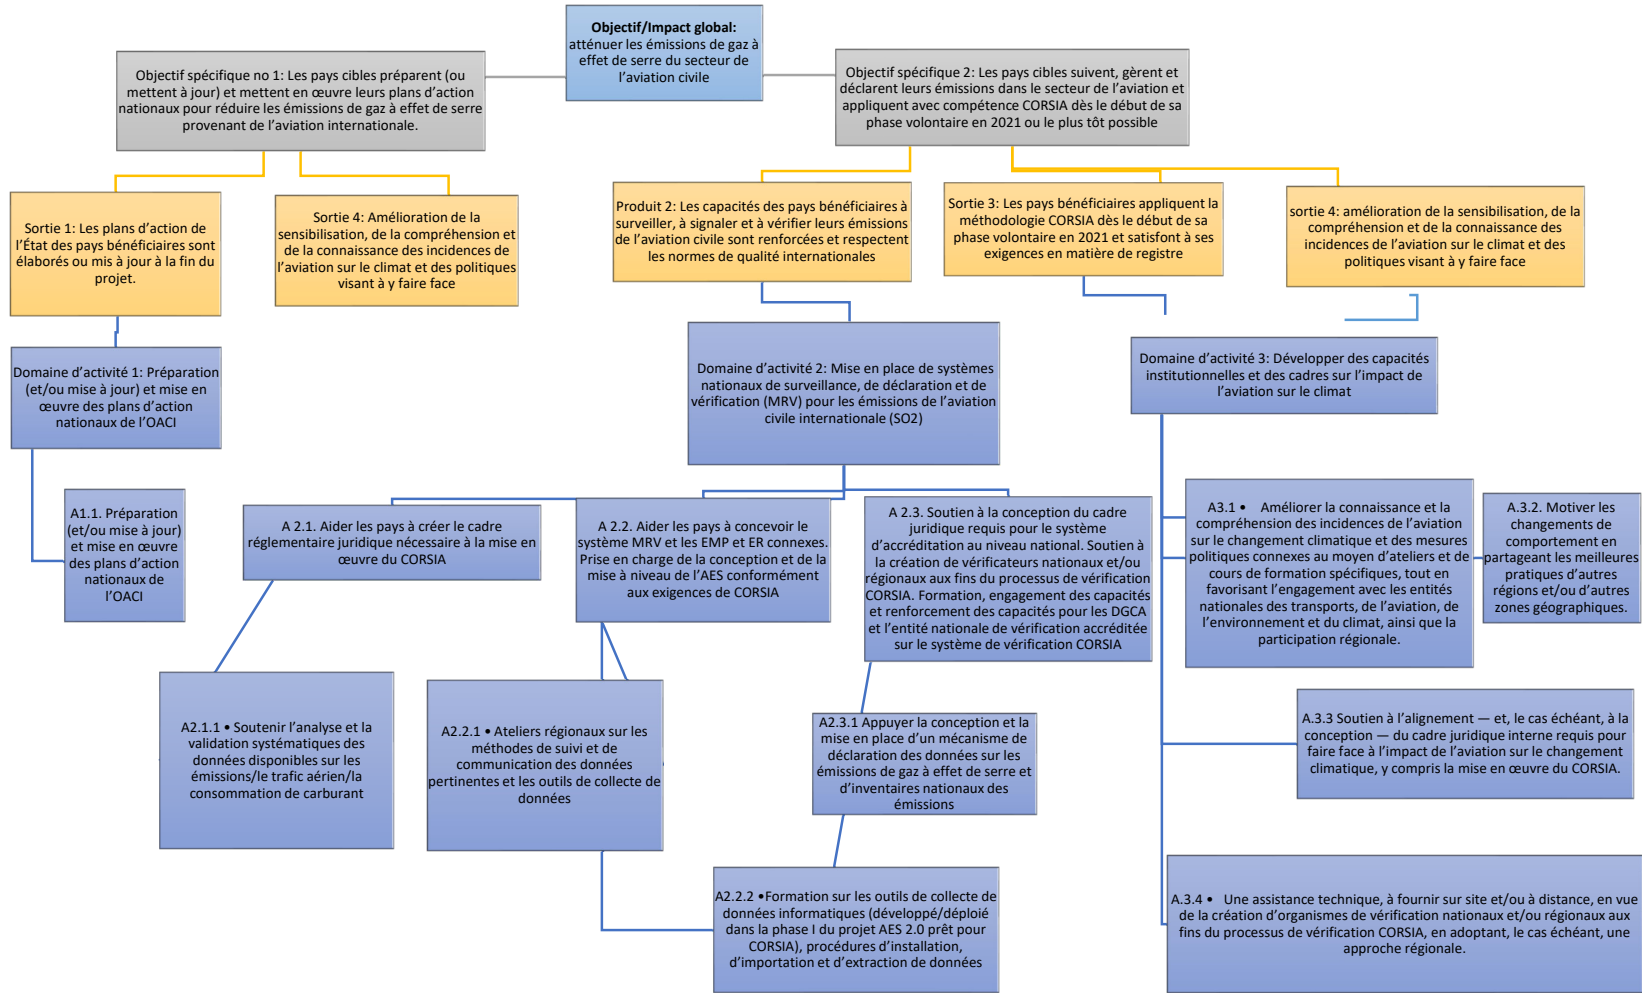 Objectif/Impact global:
atténuer les émissions de gaz à
effet de serre du secteur de
l'aviation civile
Objectif spécifique no 1: Les pays cibles préparent (ou
mettent à jour) et mettent en œuvre leurs plans d'action
nationaux pour réduire les émissions de gaz à effet de serre
provenant de l'aviation internationale.
Objectif spécifique 2: Les pays cibles suivent, gèrent et
déclarent leurs émissions dans le secteur de l'aviation et
appliquent avec compétence CORSIA dès le début de sa
phase volontaire en 2021 ou le plus tôt possible
Sortie 1: Les plans d'action de
l'État des pays bénéficiaires sont
élaborés ou mis à jour à la fin du
projet.
Sortie 4: Amélioration de la
sensibilisation, de la compréhension et
de la connaissance des incidences de
l'aviation sur le climat et des politiques
visant à y faire face
Produit 2: Les capacités des pays bénéficiaires à
surveiller, à signaler et à vérifier leurs émissions
de l'aviation civile sont renforcées et respectent
les normes de qualité internationales
Sortie 3: Les pays bénéficiaires appliquent la
méthodologie CORSIA dès le début de sa
phase volontaire en 2021 et satisfont à ses
exigences en matière de registre
sortie 4: amélioration de la sensibilisation, de la
compréhension et de la connaissance des
incidences de l'aviation sur le climat et des
politiques visant à y faire face
Domaine d'activité 1: Préparation
(et/ou mise à jour) et mise en
œuvre des plans d'action
nationaux de l'OACI
Domaine d'activité 2: Mise en place de systèmes
nationaux de surveillance, de déclaration et de
vérification (MRV) pour les émissions de l'aviation
civile internationale (SO2)
Domaine d'activité 3: Développer des capacités
institutionnelles et des cadres sur l'impact de
l'aviation sur le climat
A1.1. Préparation
(et/ou mise à jour)
et mise en œuvre
des plans d'action
nationaux de
l'OACI
A 2.1. Aider les pays à créer le cadre
réglementaire juridique nécessaire à la mise en
œuvre du CORSIA
A 2.2. Aider les pays à concevoir le
système MRV et les EMP et ER connexes.
Prise en charge de la conception et de la
mise à niveau de l'AES conformément
aux exigences de CORSIA
A 2.3. Soutien à la conception du cadre
juridique requis pour le système
d'accréditation au niveau national. Soutien à
la création de vérificateurs nationaux et/ou
régionaux aux fins du processus de vérification
CORSIA. Formation, engagement des capacités
et renforcement des capacités pour les DGCA
et l'entité nationale de vérification accréditée
sur le système de vérification CORSIA
A3.1 • Améliorer la connaissance et la
compréhension des incidences de l'aviation
sur le changement climatique et des mesures
politiques connexes au moyen d'ateliers et de
cours de formation spécifiques, tout en
favorisant l'engagement avec les entités
nationales des transports, de l'aviation, de
l'environnement et du climat, ainsi que la
participation régionale.
A.3.2. Motiver les
changements de
comportement en
partageant les meilleures
pratiques d'autres
régions et/ou d'autres
zones géographiques.
A2.1.1 • Soutenir l'analyse et la
validation systématiques des
données disponibles sur les
émissions/le trafic aérien/la
consommation de carburant
A2.2.1 • Ateliers régionaux sur les
méthodes de suivi et de
communication des données
pertinentes et les outils de collecte de
données
A2.3.1 Appuyer la conception et la
mise en place d'un mécanisme de
déclaration des données sur les
émissions de gaz à effet de serre et
d'inventaires nationaux des
émissions
A.3.3 Soutien à l'alignement — et, le cas échéant, à la
conception — du cadre juridique interne requis pour
faire face à l'impact de l'aviation sur le changement
climatique, y compris la mise en œuvre du CORSIA.
A2.2.2 •Formation sur les outils de collecte de
données informatiques (développé/déploié
dans la phase I du projet AES 2.0 prêt pour
CORSIA), procédures d'installation,
d'importation et d'extraction de données
A.3.4 • Une assistance technique, à fournir sur site et/ou à distance, en vue
de la création d'organismes de vérification nationaux et/ou régionaux aux
fins du processus de vérification CORSIA, en adoptant, le cas échéant, une
approche régionale.